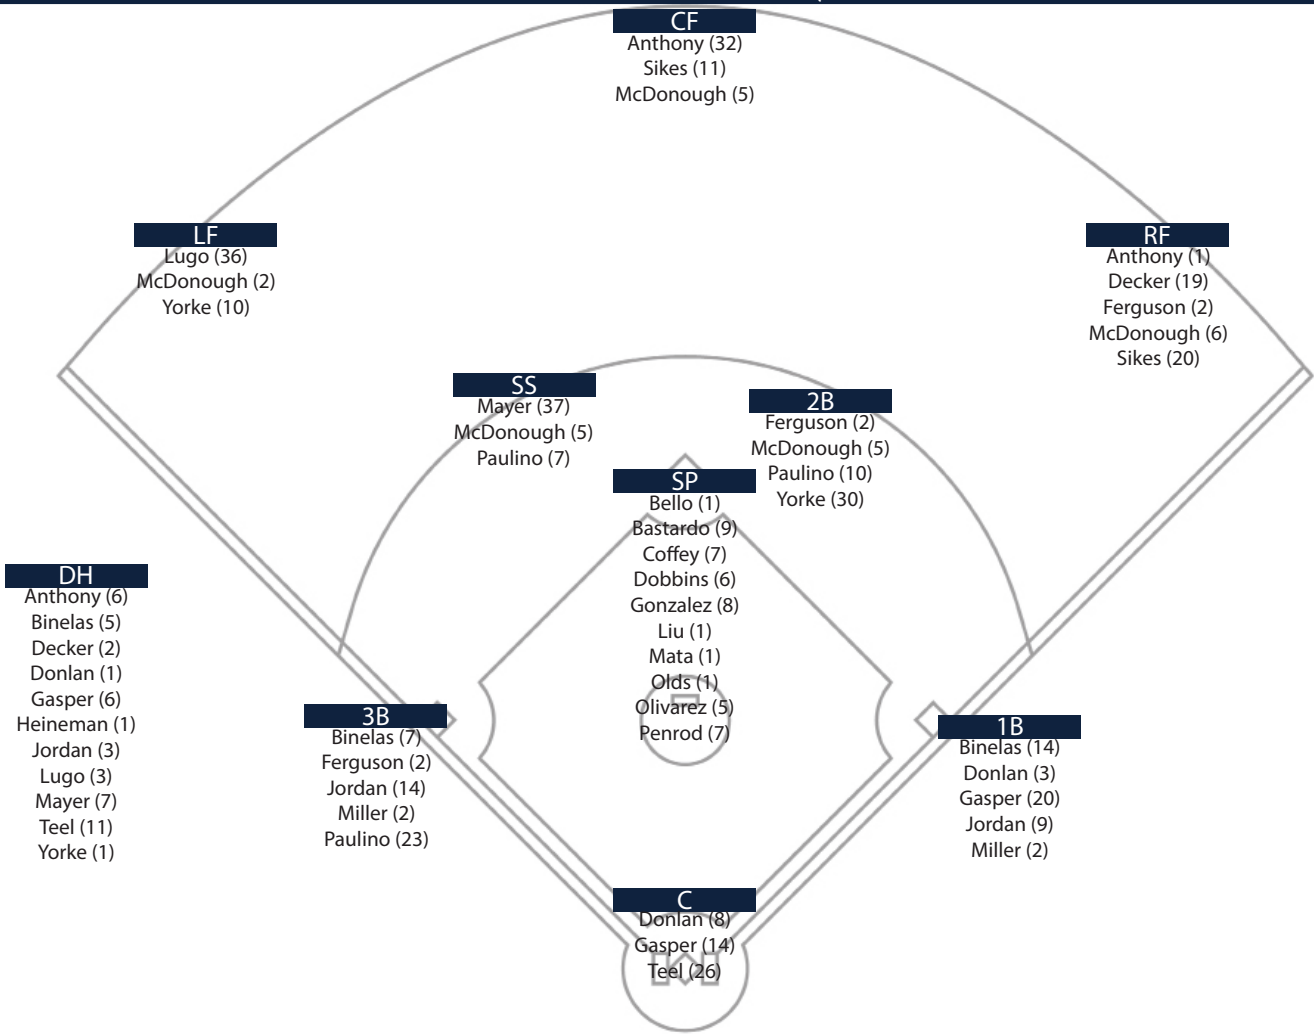 CF
Anthony (32)
Sikes (11)
McDonough (5)
LF
Lugo (36)
McDonough (2)
Yorke (10)
RF
Anthony (1)
Decker (19)
Ferguson (2)
McDonough (6)
Sikes (20)
SS
Mayer (37)
McDonough (5)
Paulino (7)
2B
Ferguson (2)
McDonough (5)
Paulino (10)
Yorke (30)
SP
Bello (1)
Bastardo (9)
Coffey (7)
Dobbins (6)
Gonzalez (8)
Liu (1)
Mata (1)
Olds (1)
Olivarez (5)
Penrod (7)
DH
Anthony (6)
Binelas (5)
Decker (2)
Donlan (1)
Gasper (6)
Heineman (1)
Jordan (3)
Lugo (3)
Mayer (7)
Teel (11)
Yorke (1)
3B
Binelas (7)
Ferguson (2)
Jordan (14)
Miller (2)
Paulino (23)
1B
Binelas (14)
Donlan (3)
Gasper (20)
Jordan (9)
Miller (2)
C
Donlan (8)
Gasper (14)
Teel (26)